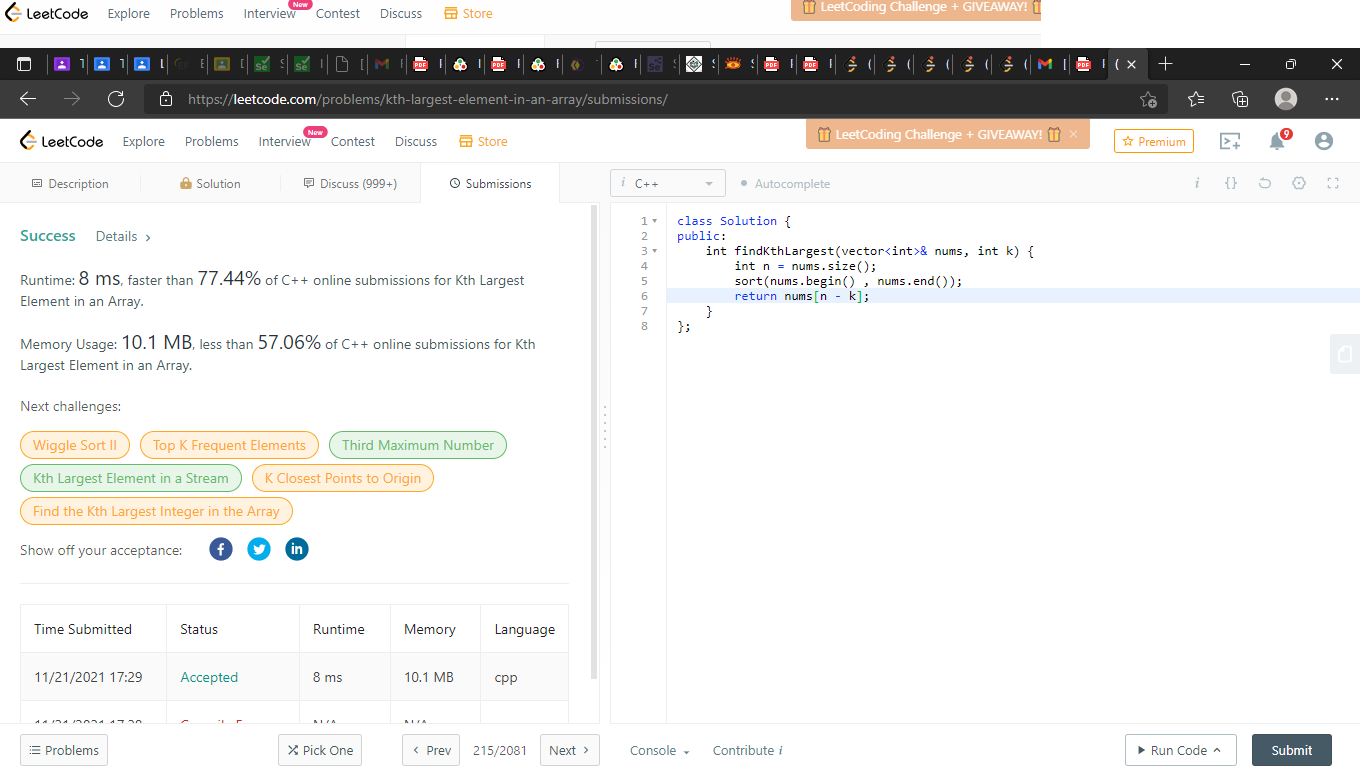 LeetCode Explore Problems Interview New Contest Discuss Store LeetCoding Challenge + GIVEAWAY!
https://leetcode.com/problems/kth-largest-element-in-an-array/submissions/
LeetCode Explore Problems Interview New Contest Discuss Store LeetCoding Challenge + GIVEAWAY! × Premium 9
Description Solution Discuss (999+) Submissions i C++ Autocomplete i {}
Success Details >
Runtime: 8 ms, faster than 77.44% of C++ online submissions for Kth Largest
Element in an Array.
Memory Usage: 10.1 MB, less than 57.06% of C++ online submissions for Kth
Largest Element in an Array.
Next challenges:
Wiggle Sort II Top K Frequent Elements Third Maximum Number
Kth Largest Element in a Stream K Closest Points to Origin
Find the Kth Largest Integer in the Array
Show off your acceptance: f in
Time Submitted Status Runtime Memory Language
11/21/2021 17:29 Accepted 8 ms 10.1 MB cpp
1 class Solution {
2 public:
3 int findKthLargest(vector<int>& nums, int k) {
4 int n = nums.size();
5 sort(nums.begin() , nums.end());
6 return nums[n - k];
7 }
8 };
Problems Pick One < Prev 215/2081 Next > Console Contribute i Run Code Submit